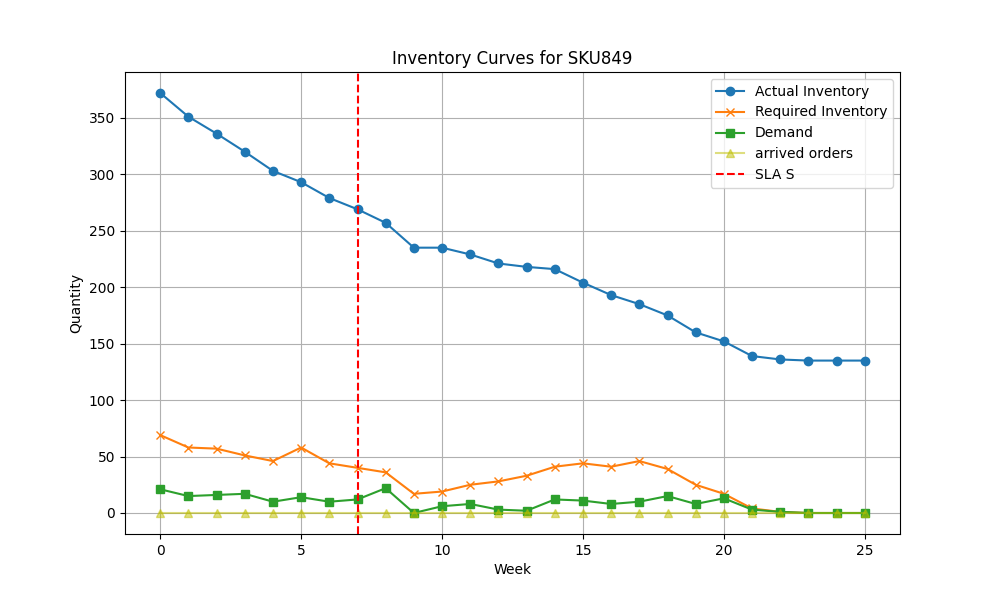 Inventory Curves for SKU849
Actual Inventory
Required Inventory
Demand
arrived orders
SLA S
Quantity
350
300
250
200
150
100
50
0
0 5 10 15 20 25
Week